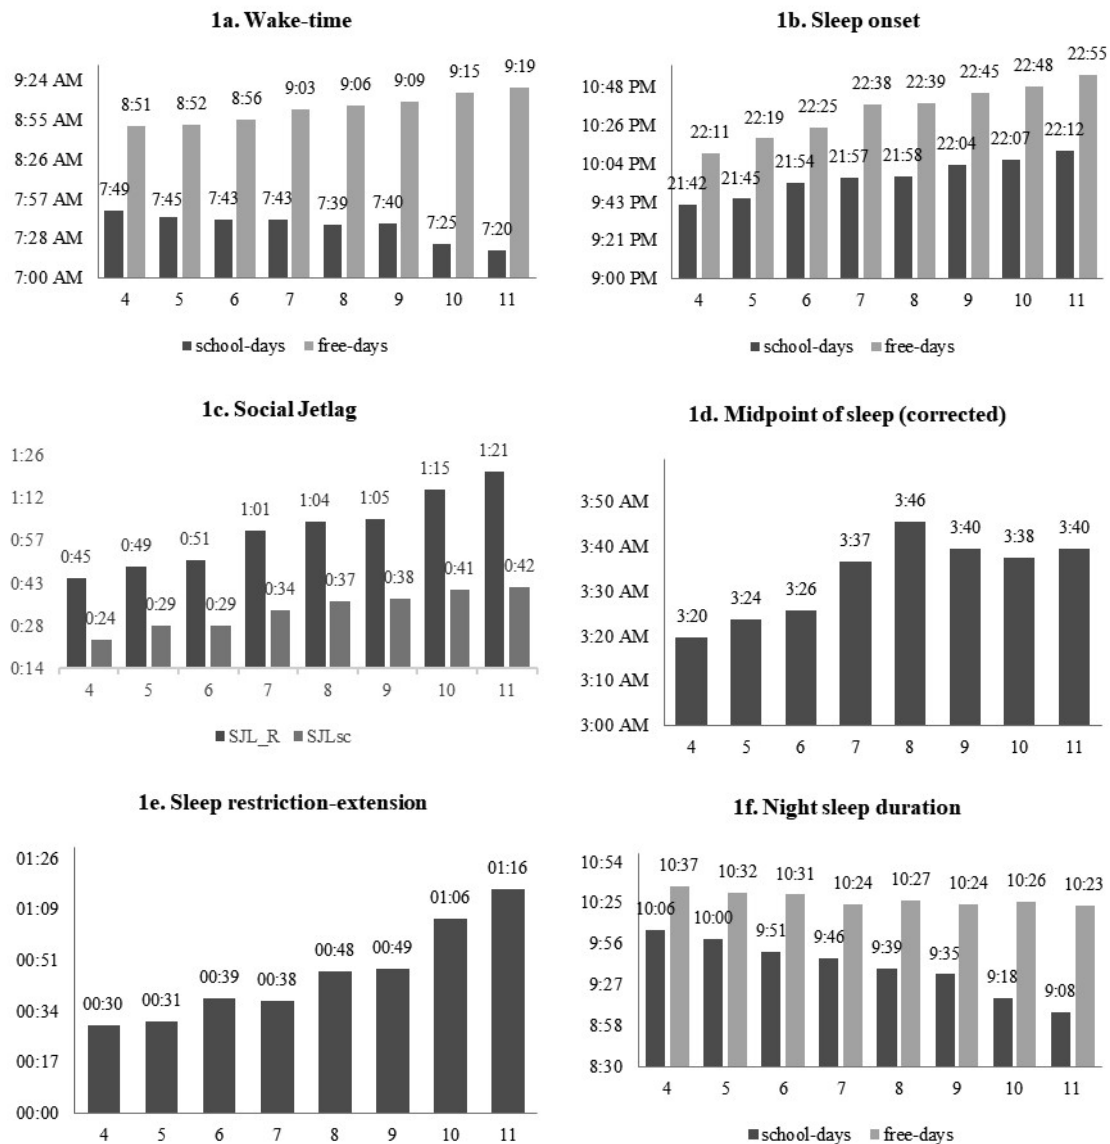 1a. Wake-time
9:24 AM
8:55 AM
8:26 AM
7:57 AM
7:28 AM
7:00 AM
8:51 8:52 8:56 9:03 9:06 9:09 9:15 9:19
7:49 7:45 7:43 7:43 7:39 7:40 7:25 7:20
4 5 6 7 8 9 10 11
school-days free-days
1b. Sleep onset
10:48 PM
10:26 PM
10:04 PM
9:43 PM
9:21 PM
9:00 PM
22:11 22:19 22:25 22:38 22:39 22:45 22:48 22:55
21:42 21:45 21:54 21:57 21:58 22:04 22:07 22:12
4 5 6 7 8 9 10 11
school-days free-days
1c. Social Jetlag
1:26
1:12
0:57
0:43
0:28
0:14
0:45 0:49 0:51 1:01 1:04 1:05 1:15 1:21
0:24 0:29 0:29 0:34 0:37 0:38 0:41 0:42
4 5 6 7 8 9 10 11
SJL_R SJLsc
1d. Midpoint of sleep (corrected)
3:50 AM
3:40 AM
3:30 AM
3:20 AM
3:10 AM
3:00 AM
3:20 3:24 3:26 3:37 3:46 3:40 3:38 3:40
4 5 6 7 8 9 10 11
1e. Sleep restriction-extension
01:26
01:09
00:51
00:34
00:17
00:00
00:30 00:31 00:39 00:38 00:48 00:49 01:06 01:16
4 5 6 7 8 9 10 11
1f. Night sleep duration
10:54
10:25
9:56
9:27
8:58
8:30
10:37 10:32 10:31 10:24 10:27 10:24 10:26 10:23
10:06 10:00 9:51 9:46 9:39 9:35 9:18 9:08
4 5 6 7 8 9 10 11
school-days free-days